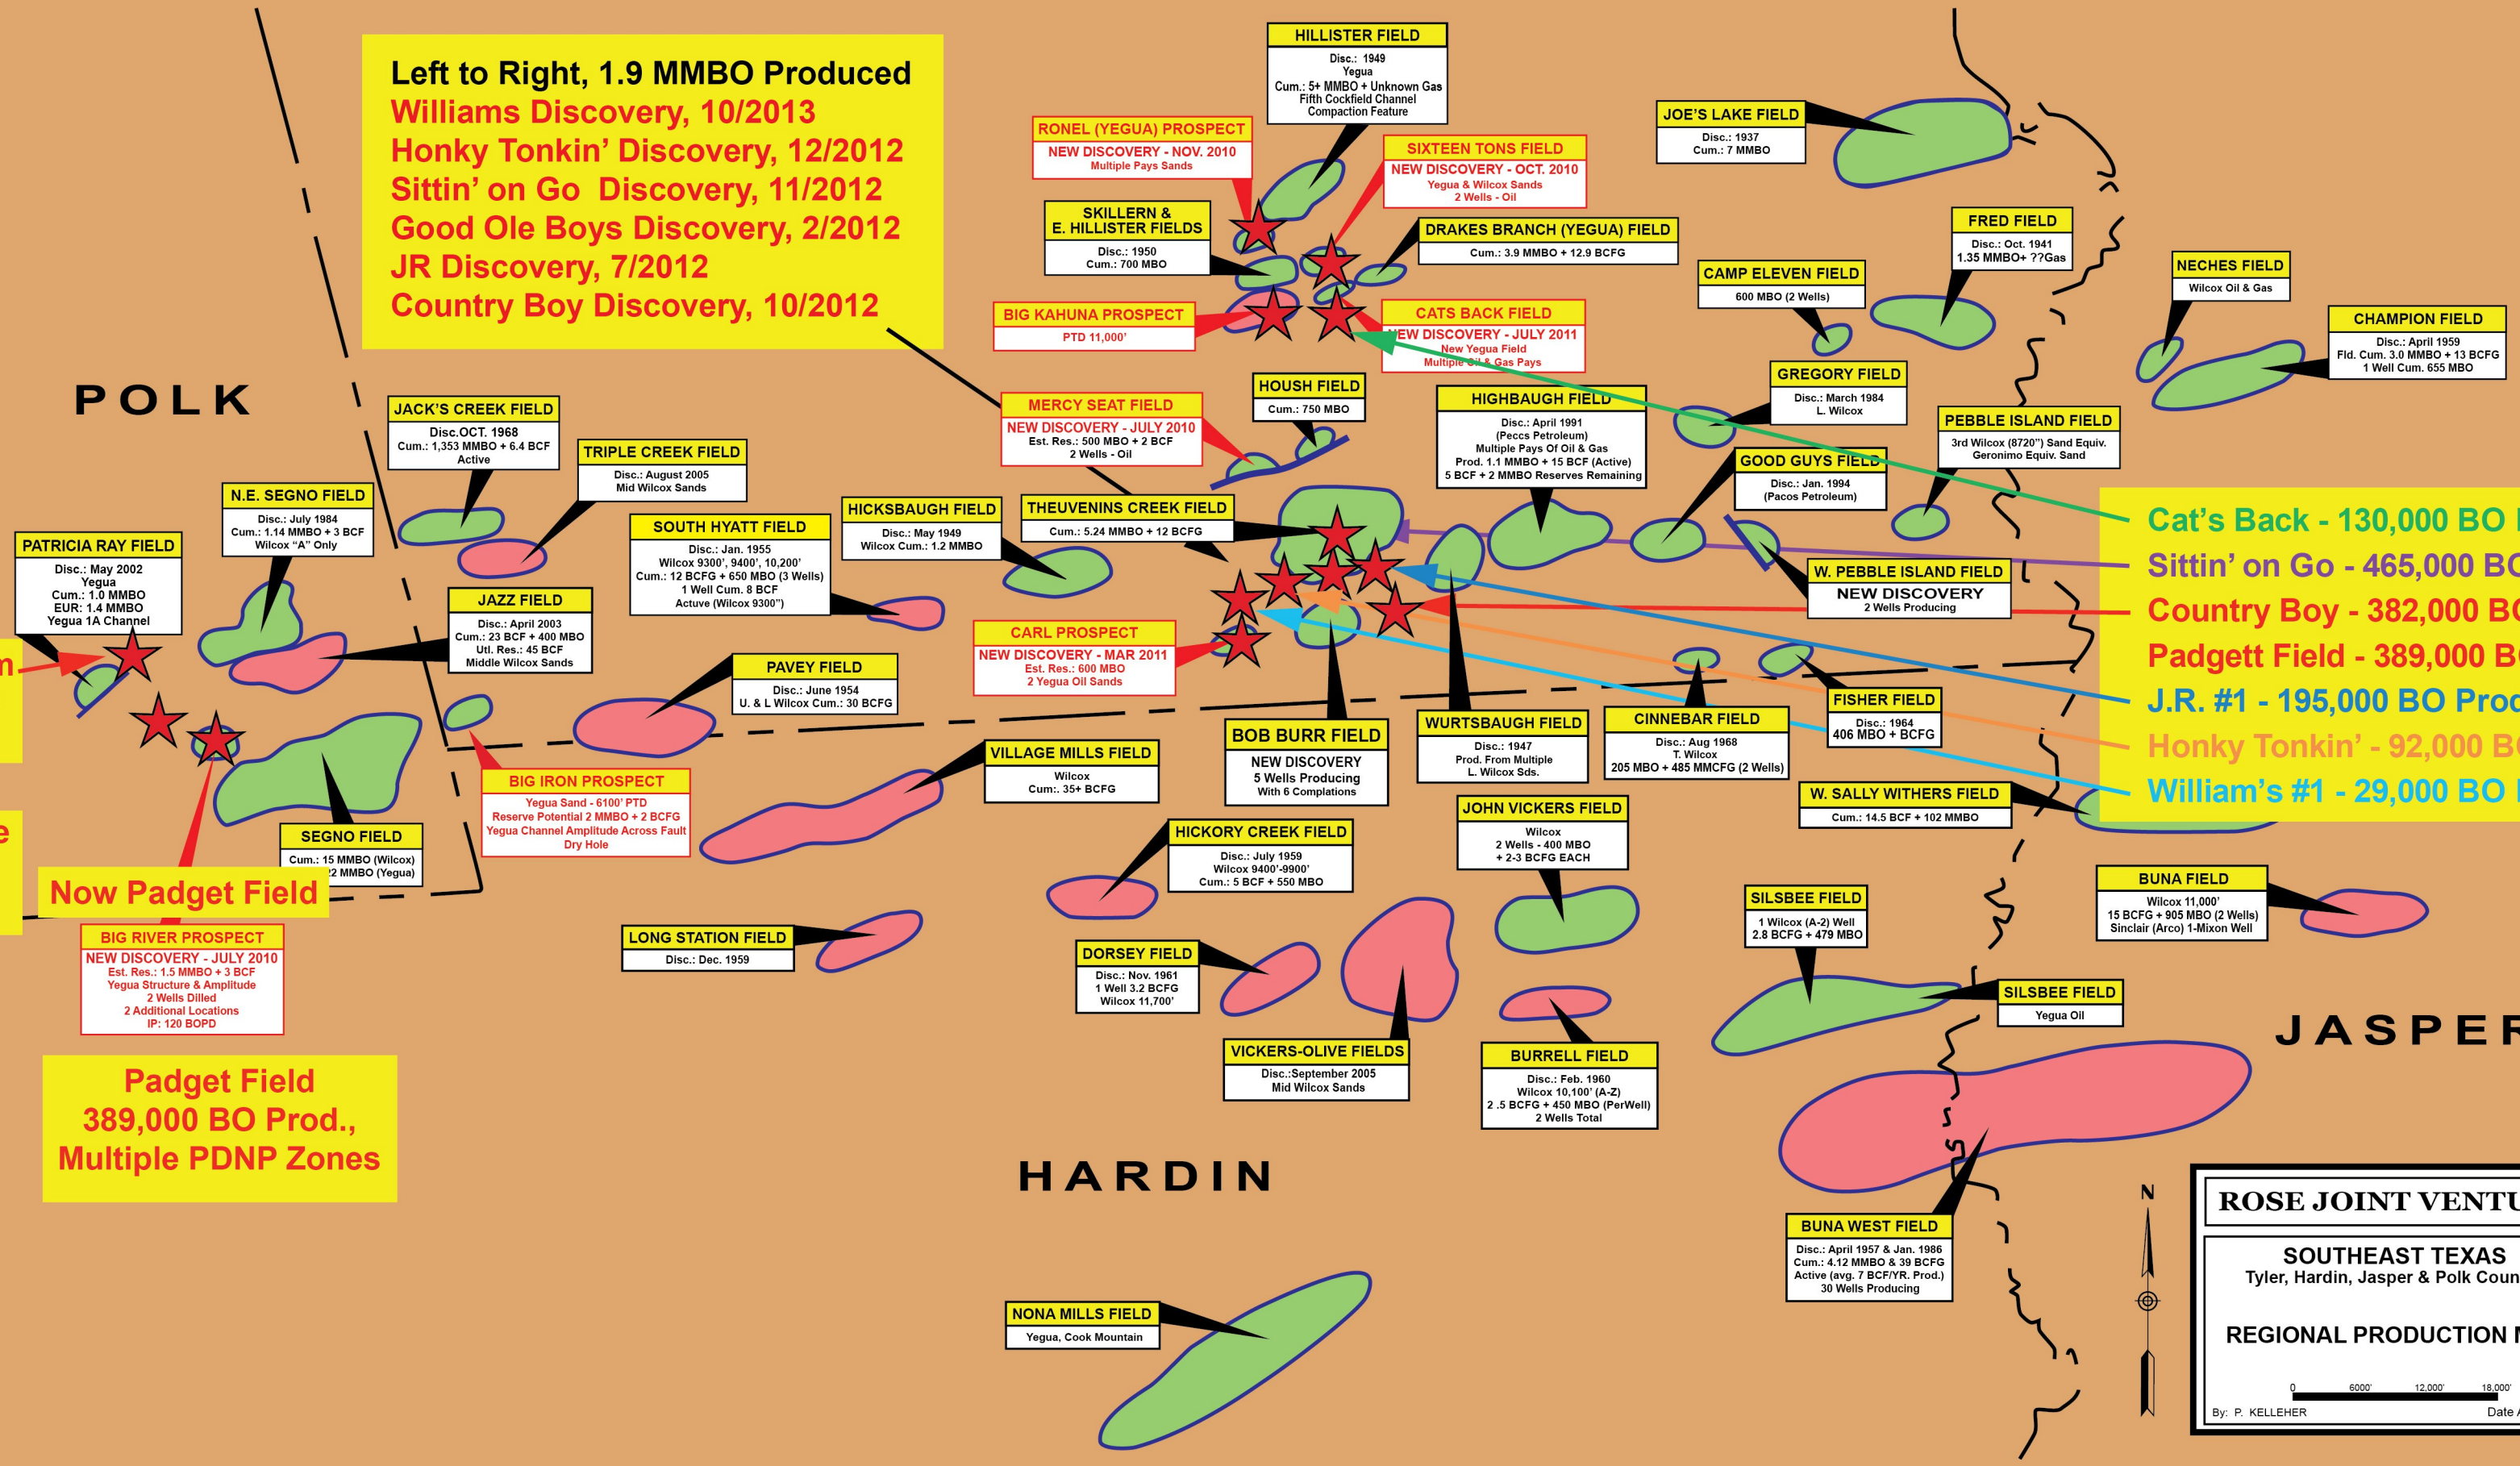 Left to Right, 1.9 MMBO Produced
Williams Discovery, 10/2013
Honky Tonkin' Discovery, 12/2012
Sittin' on Go Discovery, 11/2012
Good Ole Boys Discovery, 2/2012
JR Discovery, 7/2012
Country Boy Discovery, 10/2012
HILLISTER FIELD
Disc.: 1949
Yegua
Cum.: 5+ MMBO + Unknown Gas
Fifth Cockfield Channel
Compaction Feature
RONEL (YEGUA) PROSPECT
NEW DISCOVERY - NOV. 2010
Multiple Pays Sands
SIXTEEN TONS FIELD
NEW DISCOVERY - OCT. 2010
Yegua & Wilcox Sands
2 Wells - Oil
JOE'S LAKE FIELD
Disc.: 1937
Cum.: 7 MMBO
SKILLERN &
E. HILLISTER FIELDS
Disc.: 1950
Cum.: 700 MBO
DRAKES BRANCH (YEGUA) FIELD
Cum.: 3.9 MMBO + 12.9 BCFG
FRED FIELD
Disc.: Oct. 1941
1.35 MMBO+ ??Gas
CAMP ELEVEN FIELD
600 MBO (2 Wells)
NECHES FIELD
Wilcox Oil & Gas
CHAMPION FIELD
Disc.: April 1959
Fld. Cum. 3.0 MMBO + 13 BCFG
1 Well Cum. 655 MBO
BIG KAHUNA PROSPECT
PTD 11,000'
CATS BACK FIELD
NEW DISCOVERY - JULY 2011
New Yegua Field
Multiple Oil & Gas Pays
POLK
JACK'S CREEK FIELD
Disc.OCT. 1968
Cum.: 1,353 MMBO + 6.4 BCF
Active
TRIPLE CREEK FIELD
Disc.: August 2005
Mid Wilcox Sands
MERCY SEAT FIELD
NEW DISCOVERY - JULY 2010
Est. Res.: 500 MBO + 2 BCF
2 Wells - Oil
HOUSH FIELD
Cum.: 750 MBO
HIGHBAUGH FIELD
Disc.: April 1991
(Peccs Petroleum)
Multiple Pays Of Oil & Gas
Prod. 1.1 MMBO + 15 BCF (Active)
5 BCF + 2 MMBO Reserves Remaining
GREGORY FIELD
Disc.: March 1984
L. Wilcox
GOOD GUYS FIELD
Disc.: Jan. 1994
(Pacos Petroleum)
PEBBLE ISLAND FIELD
3rd Wilcox (8720") Sand Equiv.
Geronimo Equiv. Sand
N.E. SEGNO FIELD
Disc.: July 1984
Cum.: 1.14 MMBO + 3 BCF
Wilcox "A" Only
PATRICIA RAY FIELD
Disc.: May 2002
Yegua
Cum.: 1.0 MMBO
EUR: 1.4 MMBO
Yegua 1A Channel
SOUTH HYATT FIELD
Disc.: Jan. 1955
Wilcox 9300', 9400', 10,200'
Cum.: 12 BCFG + 650 MBO (3 Wells)
1 Well Cum. 8 BCF
Actuve (Wilcox 9300")
HICKSBAUGH FIELD
Disc.: May 1949
Wilcox Cum.: 1.2 MMBO
THEUVENINS CREEK FIELD
Cum.: 5.24 MMBO + 12 BCFG
JAZZ FIELD
Disc.: April 2003
Cum.: 23 BCF + 400 MBO
Utl. Res.: 45 BCF
Middle Wilcox Sands
W. PEBBLE ISLAND FIELD
NEW DISCOVERY
2 Wells Producing
Cat's Back - 130,000 BO
Sittin' on Go - 465,000 BO
Country Boy - 382,000
Padgett Field - 389,000
J.R. #1 - 195,000 BO
Honky Tonkin' - 92,000
William's #1 - 29,000 BO
m
e
CARL PROSPECT
NEW DISCOVERY - MAR 2011
Est. Res.: 600 MBO
2 Yegua Oil Sands
PAVEY FIELD
Disc.: June 1954
U. & L Wilcox Cum.: 30 BCFG
VILLAGE MILLS FIELD
Wilcox
Cum:. 35+ BCFG
BOB BURR FIELD
NEW DISCOVERY
5 Wells Producing
With 6 Complations
WURTSBAUGH FIELD
Disc.: 1947
Prod. From Multiple
L. Wilcox Sds.
CINNEBAR FIELD
Disc.: Aug 1968
T. Wilcox
205 MBO + 485 MMCFG (2 Wells)
FISHER FIELD
Disc.: 1964
406 MBO + BCFG
BIG IRON PROSPECT
Yegua Sand - 6100' PTD
Reserve Potential 2 MMBO + 2 BCFG
Yegua Channel Amplitude Across Fault
Dry Hole
W. SALLY WITHERS FIELD
Cum.: 14.5 BCF + 102 MMBO
SEGNO FIELD
Cum.: 15 MMBO (Wilcox)
22 MMBO (Yegua)
Now Padget Field
BIG RIVER PROSPECT
NEW DISCOVERY - JULY 2010
Est. Res.: 1.5 MMBO + 3 BCF
Yegua Structure & Amplitude
2 Wells Dilled
2 Additional Locations
IP: 120 BOPD
HICKORY CREEK FIELD
Disc.: July 1959
Wilcox 9400'-9900'
Cum.: 5 BCF + 550 MBO
JOHN VICKERS FIELD
Wilcox
2 Wells - 400 MBO
+ 2-3 BCFG EACH
BUNA FIELD
Wilcox 11,000'
15 BCFG + 905 MBO (2 Wells)
Sinclair (Arco) 1-Mixon Well
SILSBEE FIELD
1 Wilcox (A-2) Well
2.8 BCFG + 479 MBO
LONG STATION FIELD
Disc.: Dec. 1959
DORSEY FIELD
Disc.: Nov. 1961
1 Well 3.2 BCFG
Wilcox 11,700'
SILSBEE FIELD
Yegua Oil
JASPER
VICKERS-OLIVE FIELDS
Disc.:September 2005
Mid Wilcox Sands
BURRELL FIELD
Disc.: Feb. 1960
Wilcox 10,100' (A-Z)
2 .5 BCFG + 450 MBO (PerWell)
2 Wells Total
Padget Field
389,000 BO Prod.,
Multiple PDNP Zones
HARDIN
BUNA WEST FIELD
Disc.: April 1957 & Jan. 1986
Cum.: 4.12 MMBO & 39 BCFG
Active (avg. 7 BCF/YR. Prod.)
30 Wells Producing
NONA MILLS FIELD
Yegua, Cook Mountain
N
ROSE JOINT
SOUTHEAST TEXAS
Tyler, Hardin, Jasper & Polk
REGIONAL PRODUCTION
0 6000' 12,000' 18,000'
By: P. KELLEHER
Date